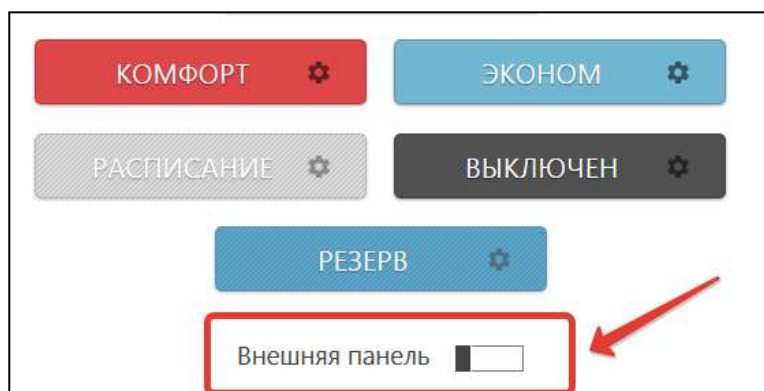 КОМФОРТ ЭКОНОМ
РАСПИСАНИЕ ВЫКЛЮЧЕН
РЕЗЕРВ
Внешняя панель